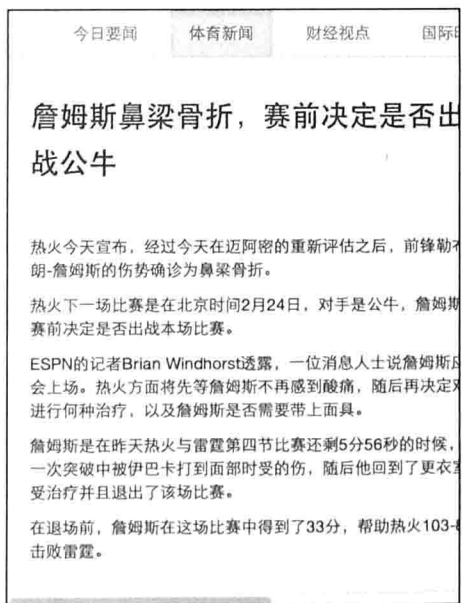 今日要闻 体育新闻 财经视点 国际
詹姆斯鼻梁骨折，赛前决定是否出
战公牛
热火今天宣布，经过今天在迈阿密的重新评估之后，前锋勒
朗-詹姆斯的伤势确诊为鼻梁骨折。
热火下一场比赛是在北京时间2月24日，对手是公牛，詹姆斯
赛前决定是否出战本场比赛。
ESPN的记者Brian Windhorst透露，一位消息人士说詹姆斯
会上场。热火方面将先等詹姆斯不再感到酸痛，随后再决定
进行何种治疗，以及詹姆斯是否需要带上面具。
詹姆斯是在昨天热火与雷霆第四节比赛还剩5分56秒的时候，
一次突破中被伊巴卡打到面部时受的伤，随后他回到了更衣
受治疗并且退出了该场比赛。
在退场前，詹姆斯在这场比赛中得到了33分，帮助热火103-
击败雷霆。